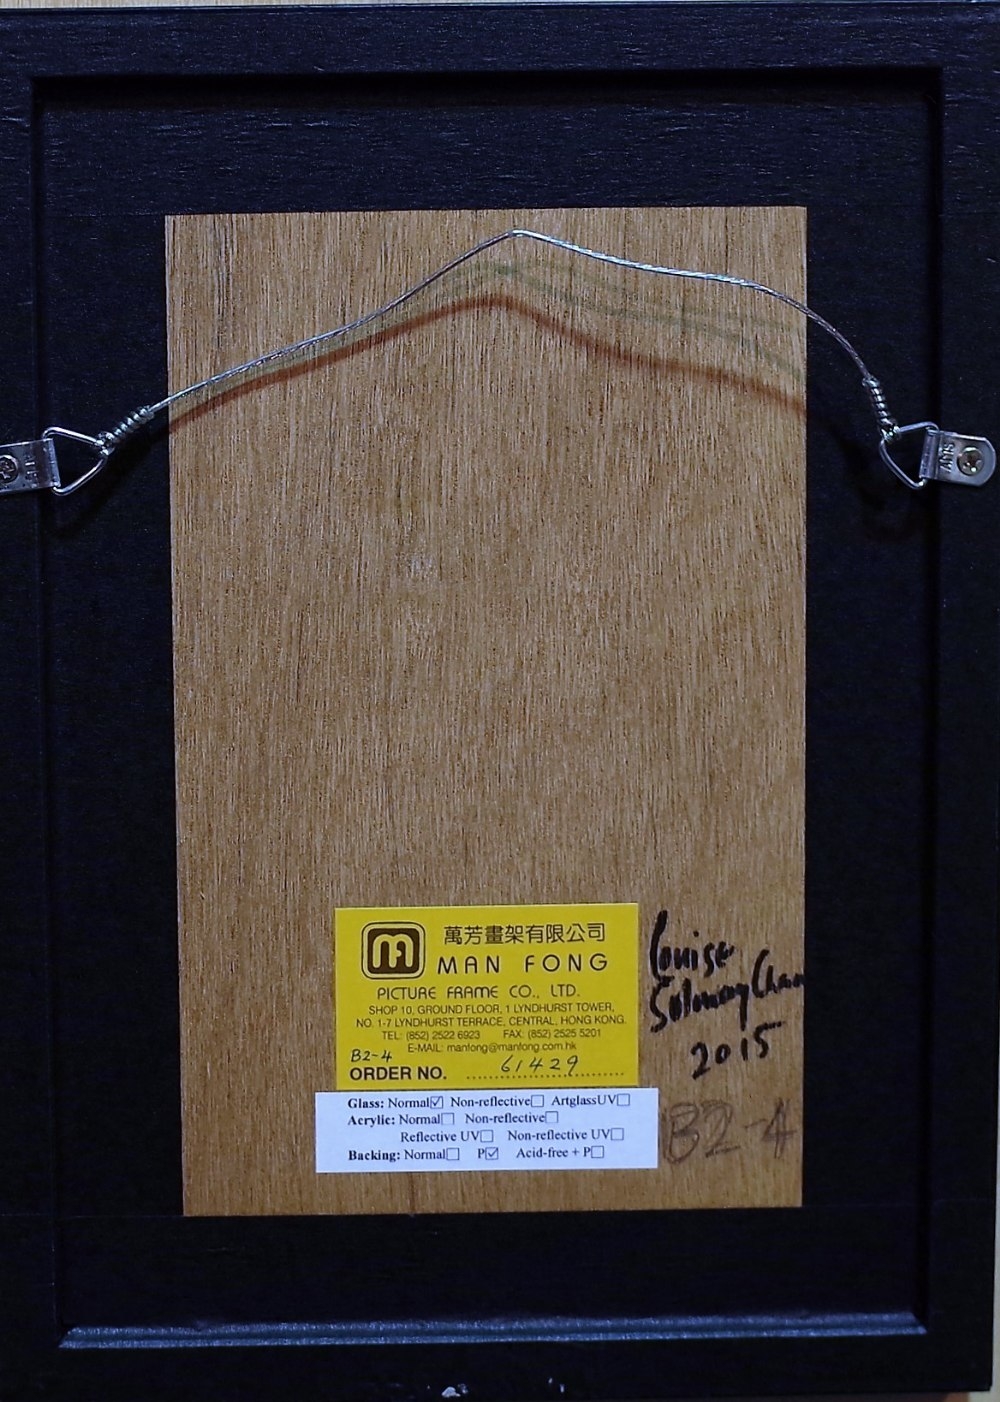 萬芳畫架有限公司
MAN FONG
PICTURE FRAME CO., LTD.
SHOP 10, GROUND FLOOR, 1 LYNDHURST TOWER,
NO. 1-7 LYNDHURST TERRACE, CENTRAL, HONG KONG.
TEL: (852) 2522 6923 FAX: (852) 2525 5201
E-MAIL: manfong@manfong.com.hk
B2-4
ORDER NO. 61429
Glass: Normal☑ Non-reflective☐ ArtglassUV☐
Acrylic: Normal☐ Non-reflective☐
Reflective UV☐ Non-reflective UV☐
Backing: Normal☐ P☑ Acid-free + P☐
Louise
Soloway Chan
2015
B2-4